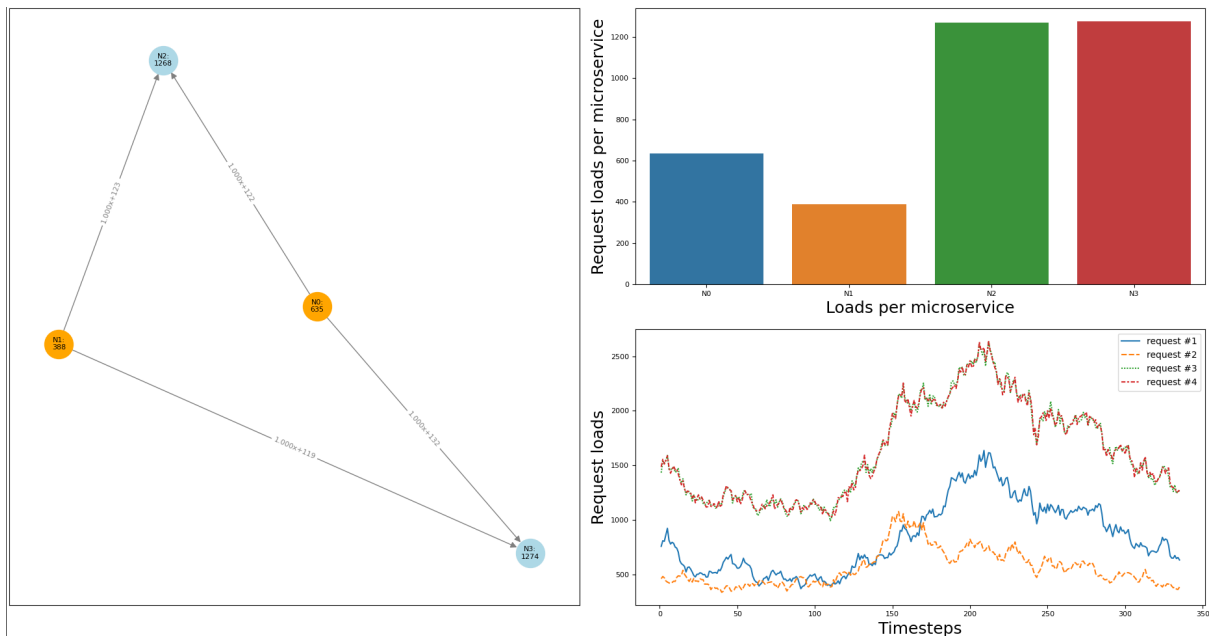 N2:
1268
1.000x+123
1.000x+122
N0:
635
N1:
388
1.000x+119
1.000x+132
N3:
1274
Request loads per microservice
1200
1000
800
600
400
200
0
N0
N1
N2
N3
Loads per microservice
Request loads
2500
2000
1500
1000
500
request #1
request #2
request #3
request #4
0
50
100
150
200
250
300
350
Timesteps